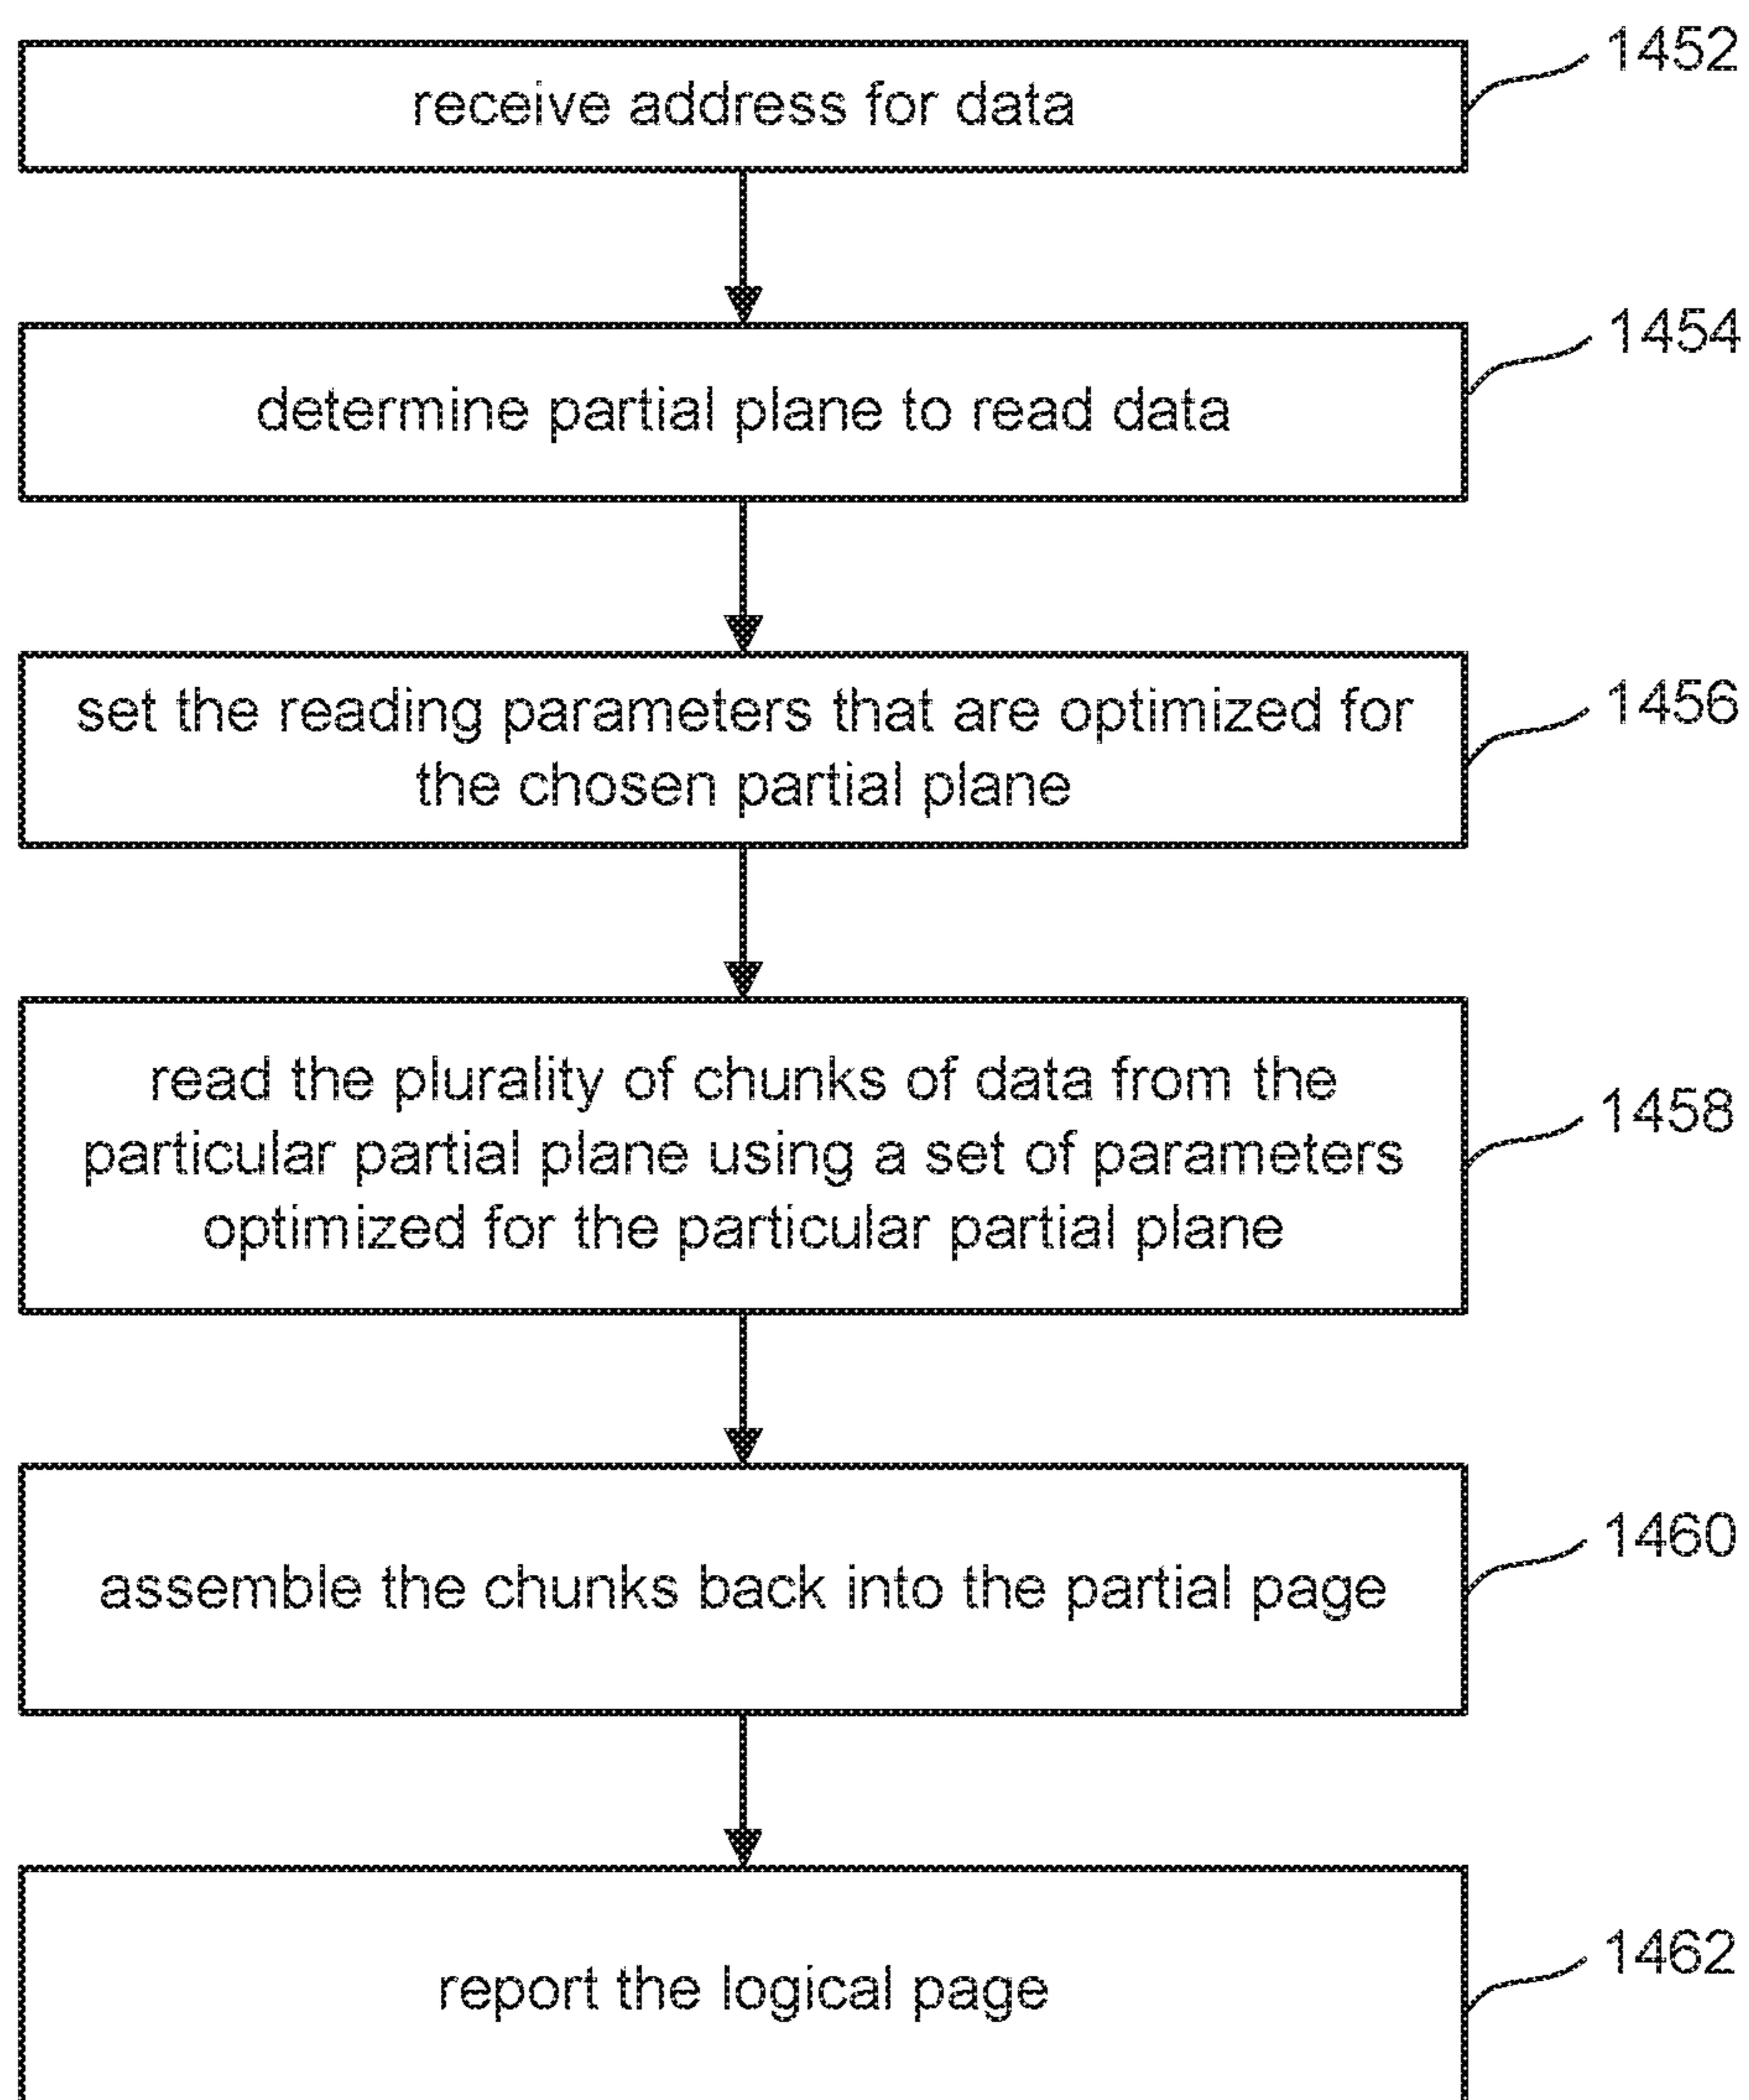 1452
receive address for data
1454
determine partial plane to read data
1456
set the reading parameters that are optimized for
the chosen partial plane
1458
read the plurality of chunks of data from the
particular partial plane using a set of parameters
optimized for the particular partial plane
1460
assemble the chunks back into the partial page
1462
report the logical page